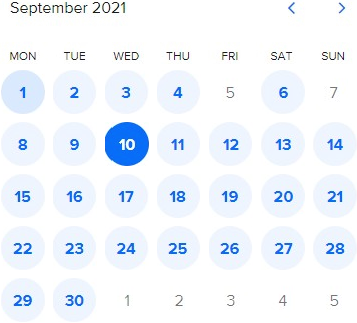 September 2021 < >
MON TUE WED THU FRI SAT SUN
1 2 3 4 5 6 7
8 9 10 11 12 13 14
15 16 17 18 19 20 21
22 23 24 25 26 27 28
29 30 1 2 3 4 5